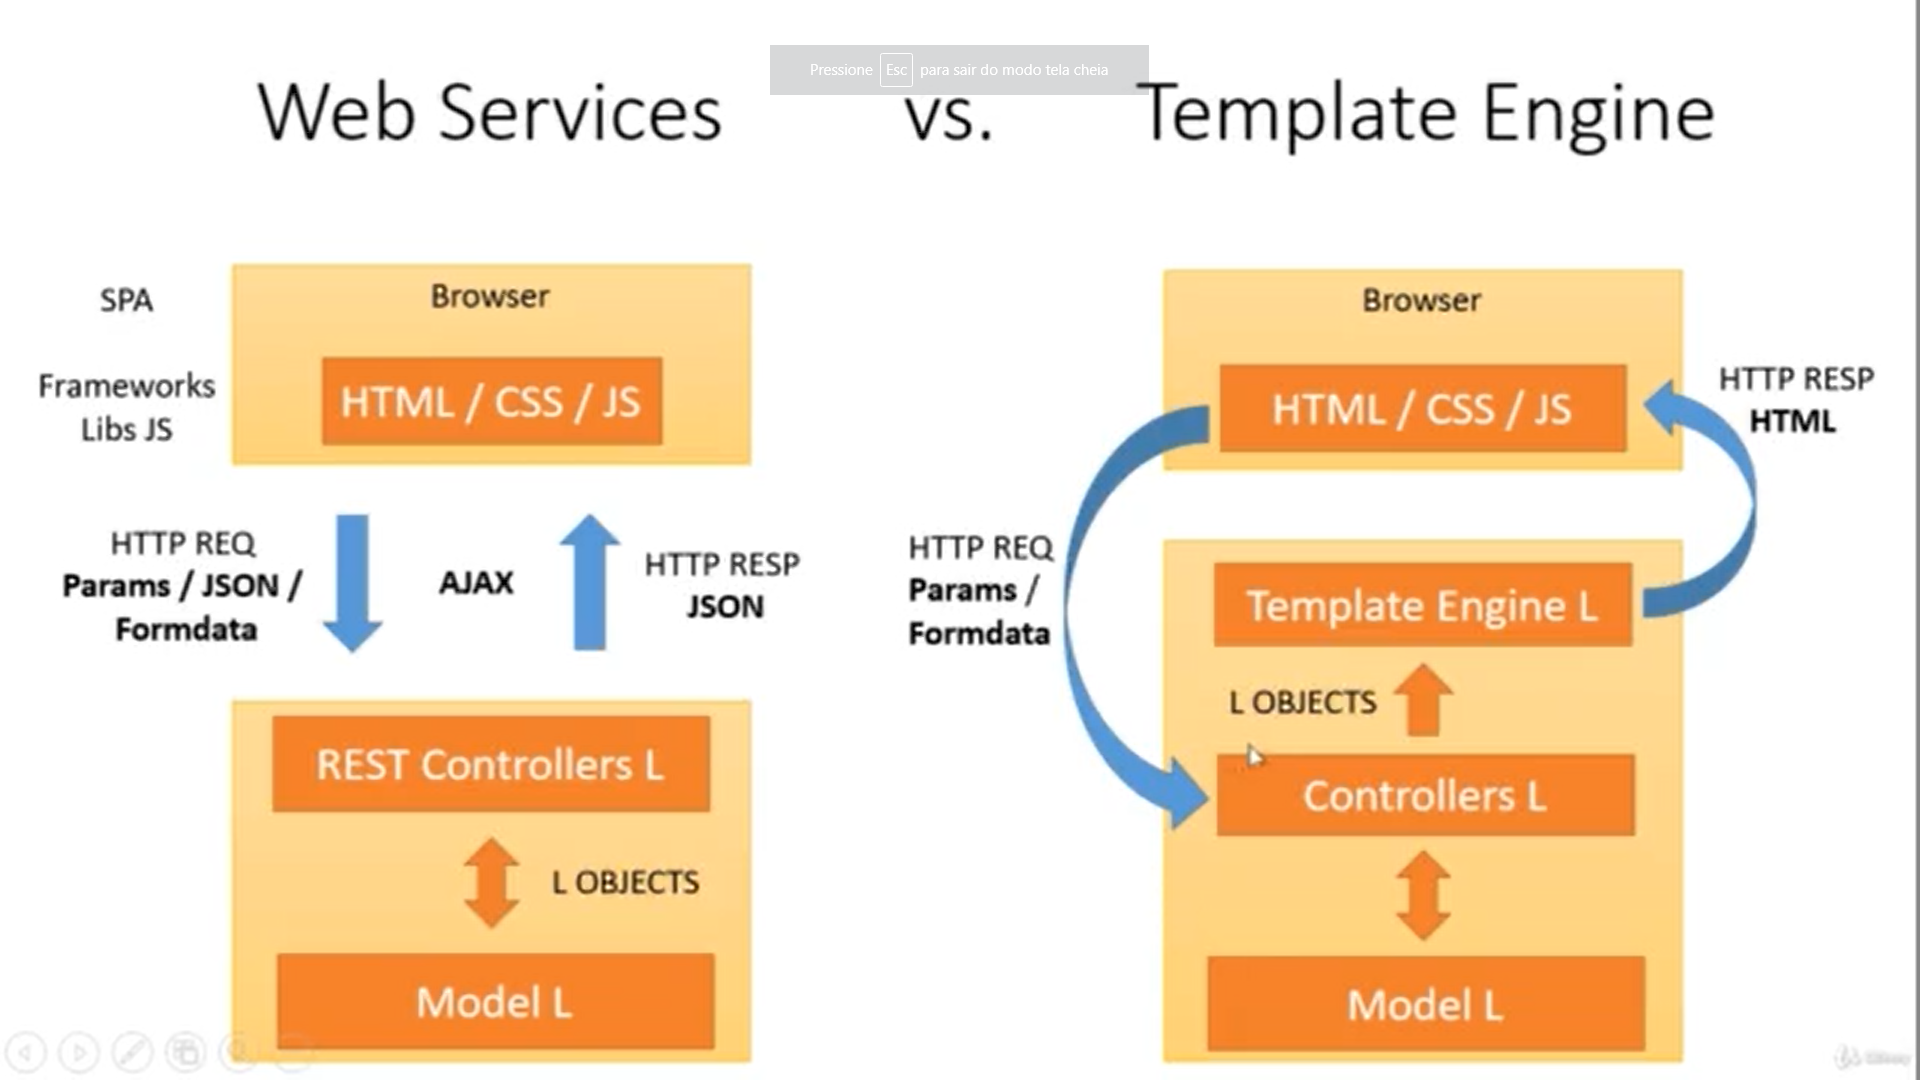 Pressione Esc para sair do modo tela cheia
Web Services vs. Template Engine
SPA
Frameworks
Libs JS
Browser
HTML / CSS / JS
HTTP REQ
Params / JSON /
Formdata
AJAX
HTTP RESP
JSON
REST Controllers L
L OBJECTS
Model L
Browser
HTML / CSS / JS
HTTP RESP
HTML
HTTP REQ
Params /
Formdata
Template Engine L
L OBJECTS
Controllers L
Model L